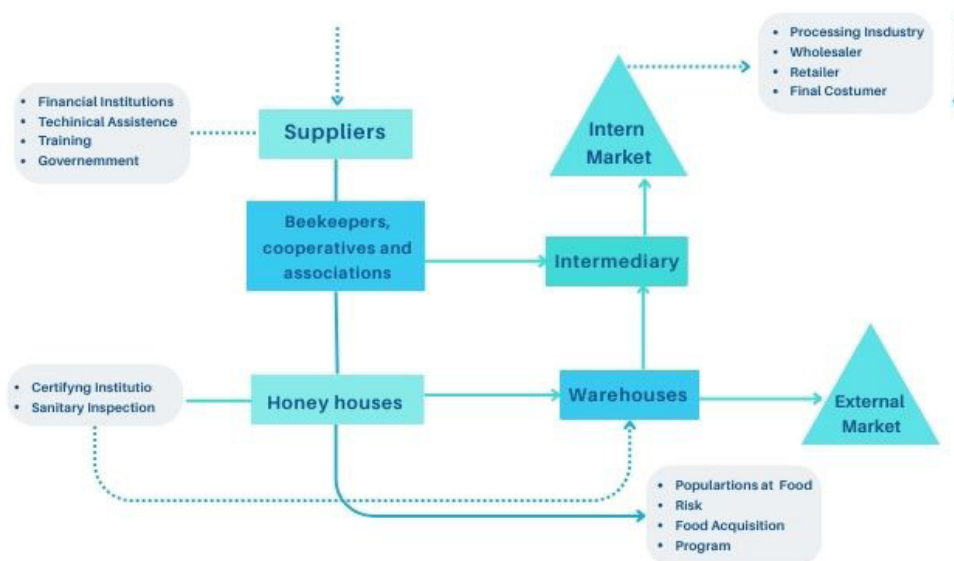 Processing Insdustry
Wholesaler
Retailer
Final Costumer
Financial Institutions
Techinical Assistence
Training
Governemment
Suppliers
Intern
Market
Beekeepers,
cooperatives and
associations
Intermediary
Certifyng Institutio
Sanitary Inspection
Honey houses
Warehouses
External
Market
Populartions at Food
Risk
Food Acquisition
Program